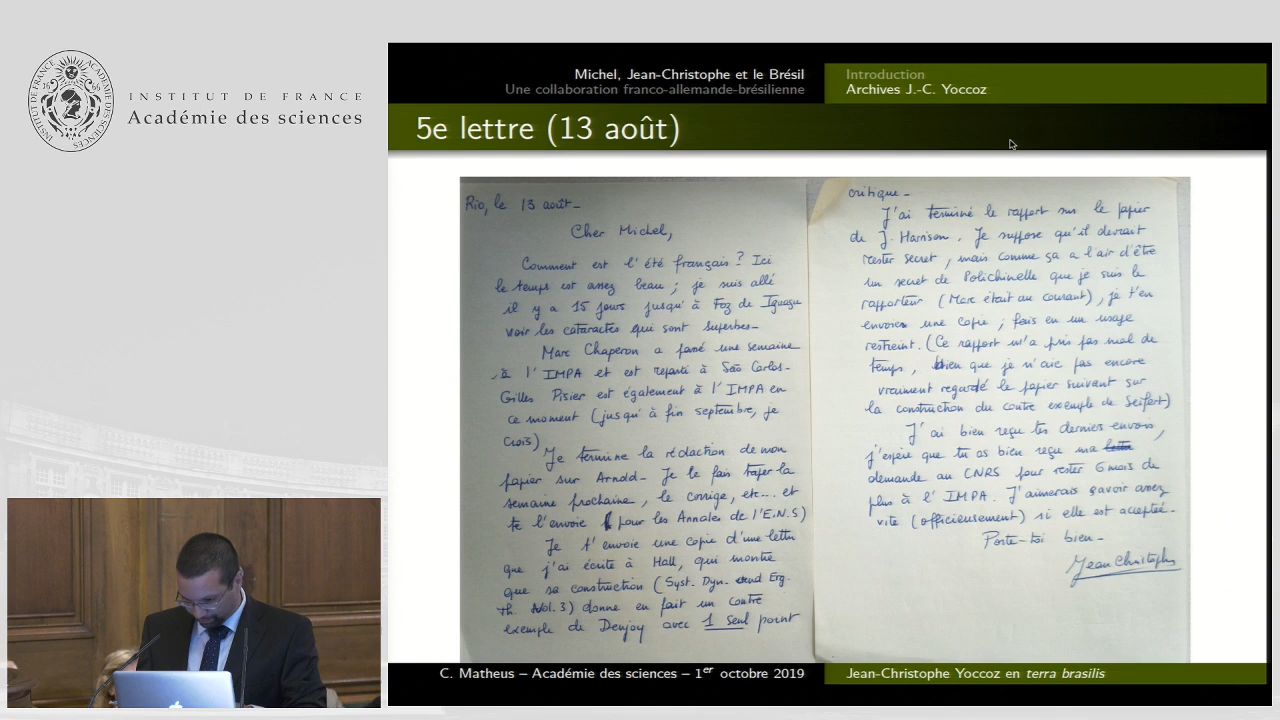 INSTITUT DE FRANCE
Académie des sciences
Michel, Jean-Christophe et le Brésil
Une collaboration franco-allemande-brésilienne
Introduction
Archives J.-C. Yoccoz
5e lettre (13 août)
Rio, le 13 août_
Cher Michel,
Comment est l'été français? Ici
le temps est assez beau ; je suis allé
il y a 15 jours jusqu'à Foz de Iguaçu
voir les cataractes qui sont superbes_
Marc Chaperon a passé une semaine
à l'IMPA et est reparti à São Carlos_
Gilles Pisier est également à l'IMPA en
ce moment (jusqu'à fin septembre, je
crois)
Je termine la rédaction de mon
papier sur Arnold_ Je le fais taper la
semaine prochaine, le corrige, etc... et
te l'envoie (pour les Annales de l'E.N.S)
Je t'envoie une copie d'une lettre
que j'ai écrite à Hall, qui montre
que sa construction (Syst. Dyn. and Erg.
Th. Vol. 3) donne en fait un contre
exemple de Denjoy avec 1 seul point
critique_
J'ai terminé le rapport sur le papier
de J. Harrison. Je suppose qu'il devrait
rester secret, mais comme ça a l'air d'être
un secret de Polichinelle que je suis le
rapporteur (Marc était au courant), je t'en
envoie une copie ; fais en un usage
restreint. (Ce rapport m'a pris pas mal de
temps, bien que je n'aie pas encore
vraiment regardé le papier suivant sur
la construction du contre exemple de Seifert)
J'ai bien reçu tes derniers envois,
j'espère que tu as bien reçu ma
demande au CNRS pour rester 6 mois de
plus à l'IMPA. J'aimerais savoir assez
vite (officieusement) si elle est acceptée_
Porte-toi bien_
Jean Christophe
C. Matheus – Académie des sciences – 1er octobre 2019
Jean-Christophe Yoccoz en terra brasilis